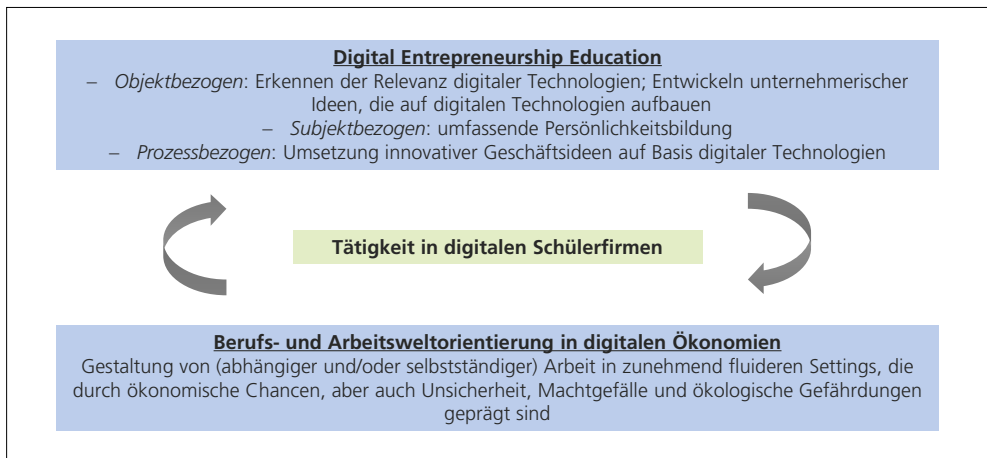 Digital Entrepreneurship Education
– Objektbezogen: Erkennen der Relevanz digitaler Technologien; Entwickeln unternehmerischer
Ideen, die auf digitalen Technologien aufbauen
– Subjektbezogen: umfassende Persönlichkeitsbildung
– Prozessbezogen: Umsetzung innovativer Geschäftsideen auf Basis digitaler Technologien
Tätigkeit in digitalen Schülerfirmen
Berufs- und Arbeitsweltorientierung in digitalen Ökonomien
Gestaltung von (abhängiger und/oder selbstständiger) Arbeit in zunehmend fluideren Settings, die
durch ökonomische Chancen, aber auch Unsicherheit, Machtgefälle und ökologische Gefährdungen
geprägt sind